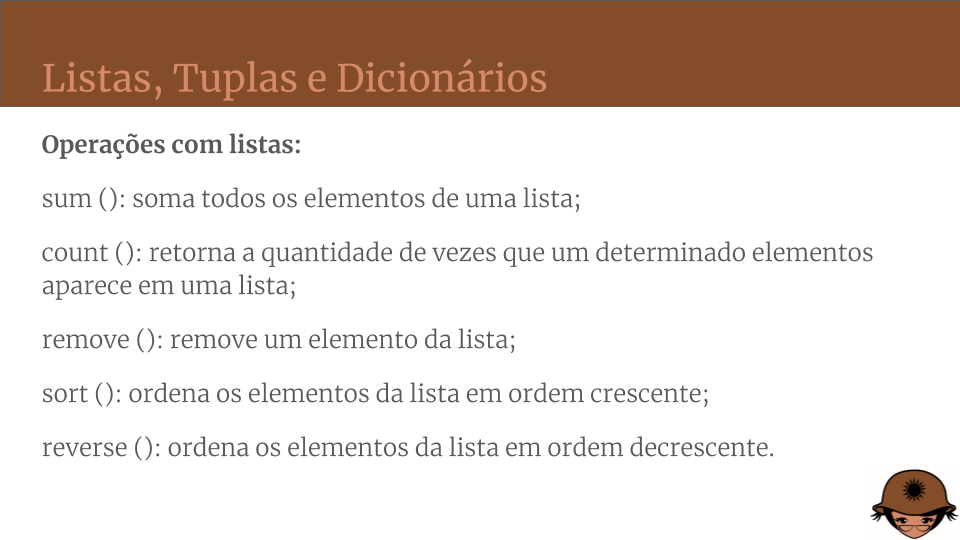 Listas, Tuplas e Dicionários
Operações com listas:
sum (): soma todos os elementos de uma lista;
count (): retorna a quantidade de vezes que um determinado elementos
aparece em uma lista;
remove (): remove um elemento da lista;
sort (): ordena os elementos da lista em ordem crescente;
reverse (): ordena os elementos da lista em ordem decrescente.